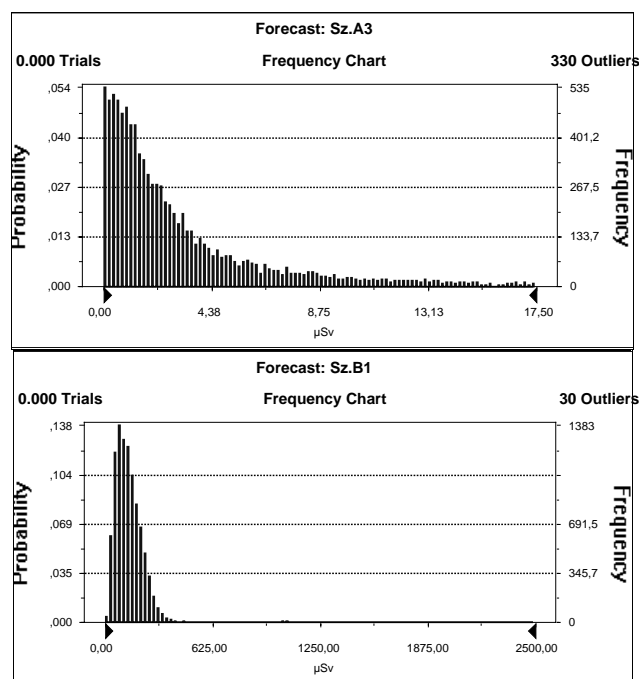 Forecast: Sz.A3
0.000 Trials Frequency Chart 330 Outliers
Probability
Frequency
,054
,040
,027
,013
,000
535
401,2
267,5
133,7
0
0,00 4,38 8,75 13,13 17,50
µSv
Forecast: Sz.B1
0.000 Trials Frequency Chart 30 Outliers
Probability
Frequency
,138
,104
,069
,035
,000
1383
691,5
345,7
0
0,00 625,00 1250,00 1875,00 2500,00
µSv